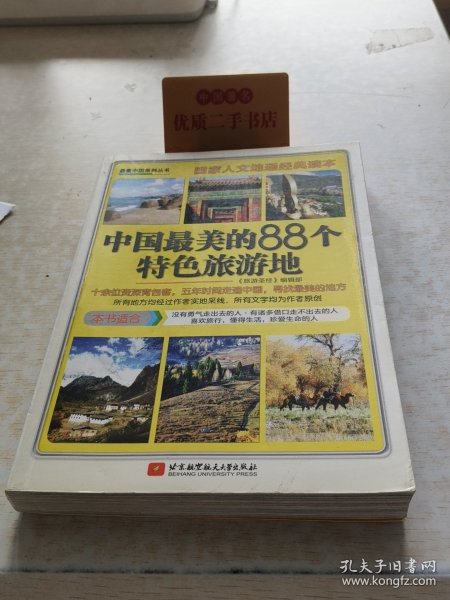 中国著名
优质二手书店
最美中国系列丛书
国家人文地理经典读本
中国最美的88个
特色旅游地
《旅游圣经》编辑部
十余位资深背包客,五年时间走遍中国,寻找最美的地方
所有地方均经过作者实地采线,所有文字均为作者原创
本书适合
没有勇气走出去的人·有诸多借口走不出去的人
喜欢旅行,懂得生活,珍爱生命的人
北京航空航天大学出版社
BEIHANG UNIVERSITY PRESS
孔夫子旧书网
www.kongfz.com